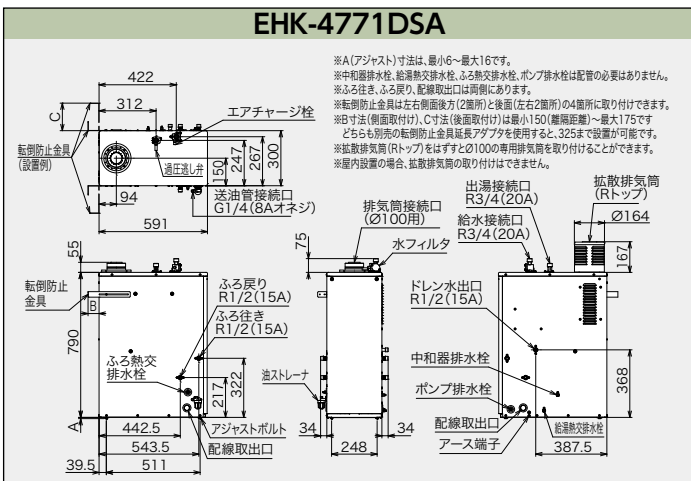 EHK-4771DSA
※A(アジャスト)寸法は、最小6～最大16です。
※中和器排水栓、給湯熱交排水栓、ふろ熱交排水栓、ポンプ排水栓は配管の必要はありません。
※ふろ往き、ふろ戻り、配線取出口は両側にあります。
※転倒防止金具は左右側面後方(2箇所)と後面(左右2箇所)の4箇所に取り付けできます。
※B寸法(側面取付け)、C寸法(後面取付け)は最小150(離隔距離)～最大175です
どちらも別売の転倒防止金具延長アダプタを使用すると、325まで設置が可能です。
※拡散排気筒(Rトップ)をはずすとØ100の専用排気筒を取り付けることができます。
※屋内設置の場合、拡散排気筒の取り付けはできません。
422
312
エアチャージ栓
C
転倒防止金具
(設置例)
過圧逃し弁
150
247
267
300
94
送油管接続口
G1/4(8Aオネジ)
591
55
転倒防止
金具
B
790
A
ふろ戻り
R1/2(15A)
ふろ往き
R1/2(15A)
ふろ熱交
排水栓
217
322
442.5
アジャストボルト
543.5
配線取出口
39.5
511
75
排気筒接続口
(Ø100用)
水フィルタ
油ストレーナ
34
34
248
出湯接続口
R3/4(20A)
給水接続口
R3/4(20A)
拡散排気筒
(Rトップ)
Ø164
167
ドレン水出口
R1/2(15A)
中和器排水栓
368
ポンプ排水栓
配線取出口
給湯熱交排水栓
アース端子
387.5